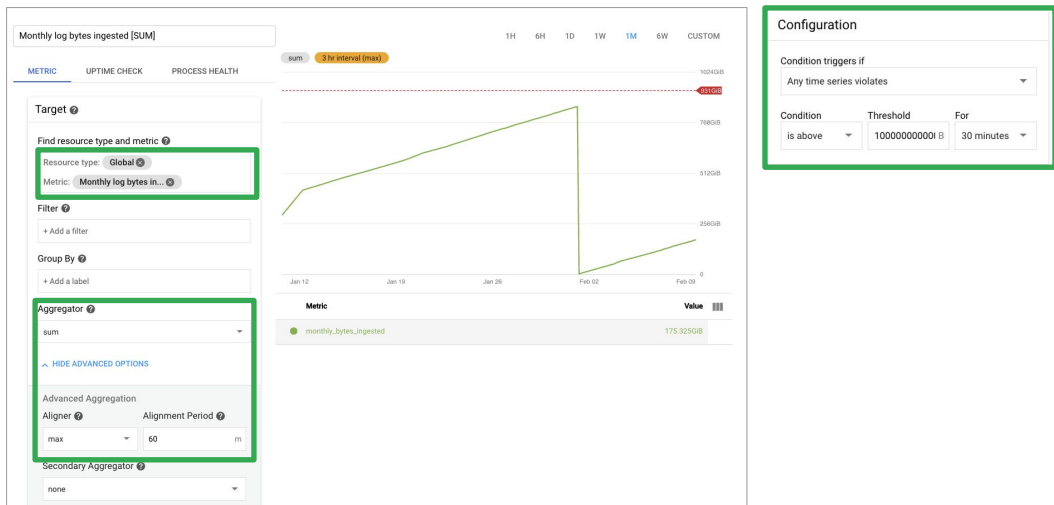 Monthly log bytes ingested [SUM]
METRIC UPTIME CHECK PROCESS HEALTH
Target
Find resource type and metric
Resource type: Global
Metric: Monthly log bytes in...
Filter
+ Add a filter
Group By
+ Add a label
Aggregator
sum
HIDE ADVANCED OPTIONS
Advanced Aggregation
Aligner Alignment Period
max 60 m
Secondary Aggregator
none
1H 6H 1D 1W 1M 6W CUSTOM
sum 3 hr interval (max)
1024GiB
931GiB
768GiB
512GiB
256GiB
0
Jan 12 Jan 19 Jan 26 Feb 02 Feb 09
Metric Value
monthly_bytes_ingested 175.325GiB
Configuration
Condition triggers if
Any time series violates
Condition Threshold For
is above B 30 minutes